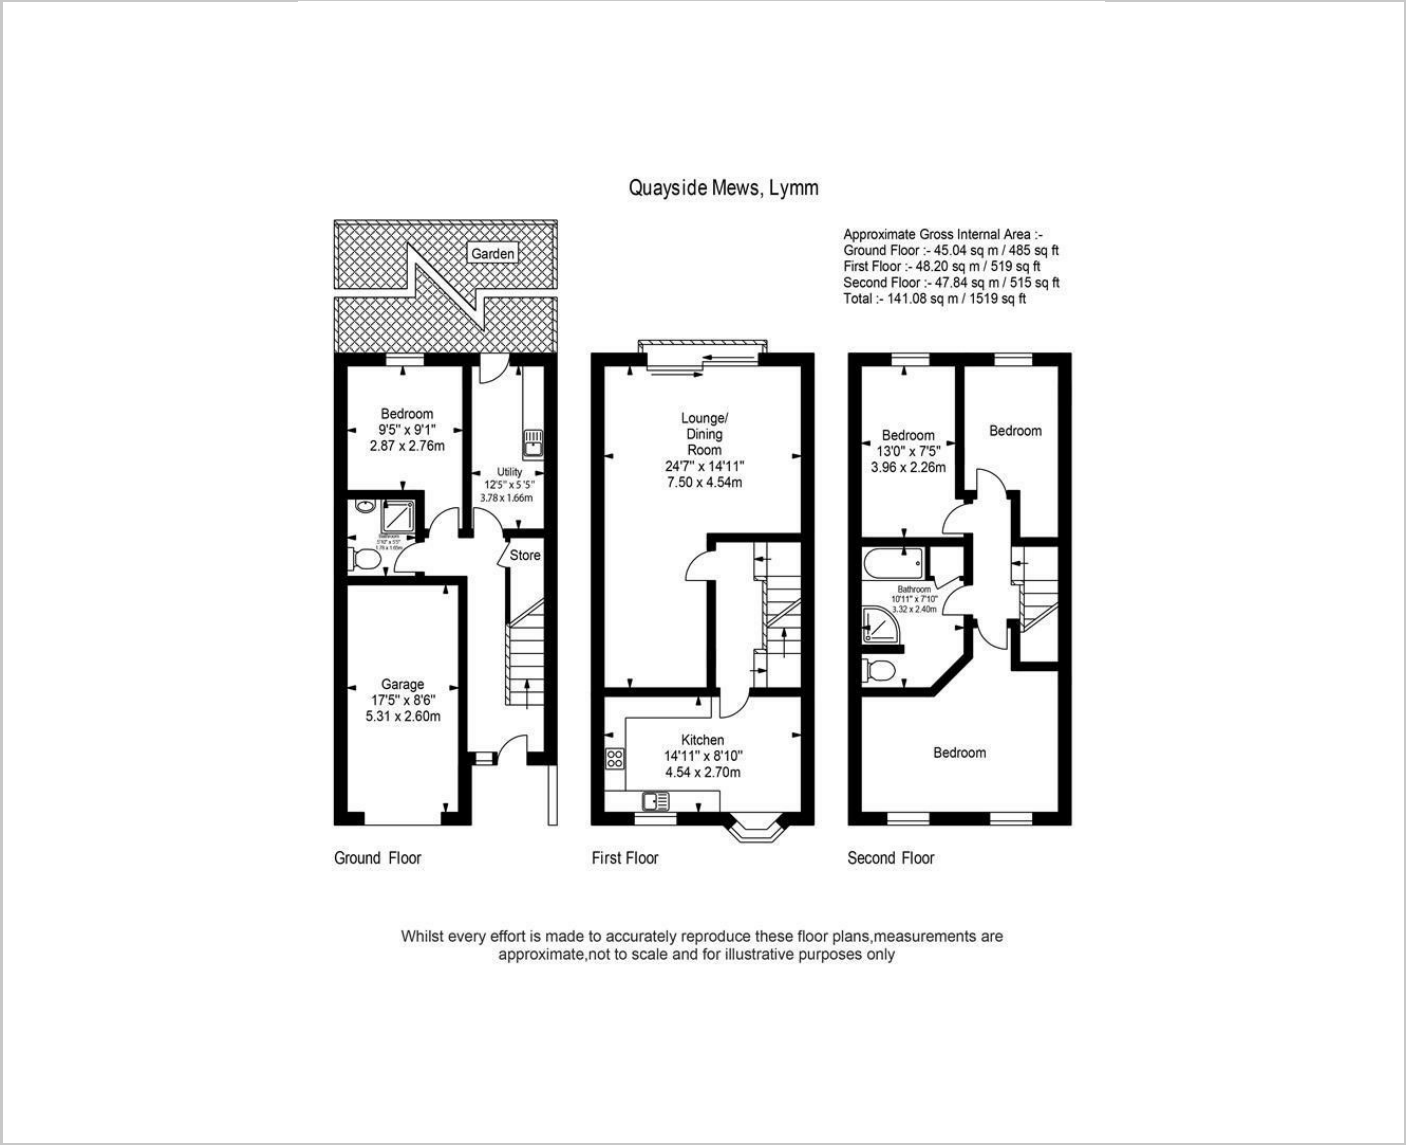 Quayside Mews, Lymm
Approximate Gross Internal Area :-
Ground Floor :- 45.04 sq m / 485 sq ft
First Floor :- 48.20 sq m / 519 sq ft
Second Floor :- 47.84 sq m / 515 sq ft
Total :- 141.08 sq m / 1519 sq ft
Garden
Bedroom
9'5" x 9'1"
2.87 x 2.76m
Utility
12'5" x 5'5"
3.78 x 1.66m
Store
Garage
17'5" x 8'6"
5.31 x 2.60m
Ground Floor
Lounge/
Dining
Room
24'7" x 14'11"
7.50 x 4.54m
Kitchen
14'11" x 8'10"
4.54 x 2.70m
First Floor
Bedroom
13'0" x 7'5"
3.96 x 2.26m
Bedroom
Bathroom
10'11" x 7'10"
3.32 x 2.40m
Bedroom
Second Floor
Whilst every effort is made to accurately reproduce these floor plans,measurements are
approximate,not to scale and for illustrative purposes only